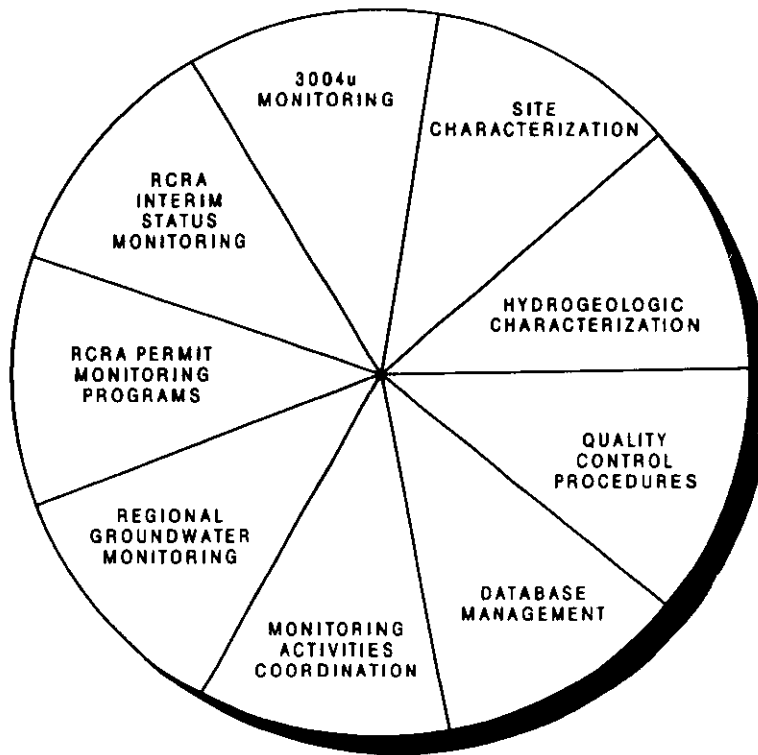 3004u
MONITORING
SITE
CHARACTERIZATION
HYDROGEOLOGIC
CHARACTERIZATION
QUALITY
CONTROL
PROCEDURES
DATABASE
MANAGEMENT
MONITORING
ACTIVITIES
COORDINATION
REGIONAL
GROUNDWATER
MONITORING
RCRA PERMIT
MONITORING
PROGRAMS
RCRA
INTERIM
STATUS
MONITORING